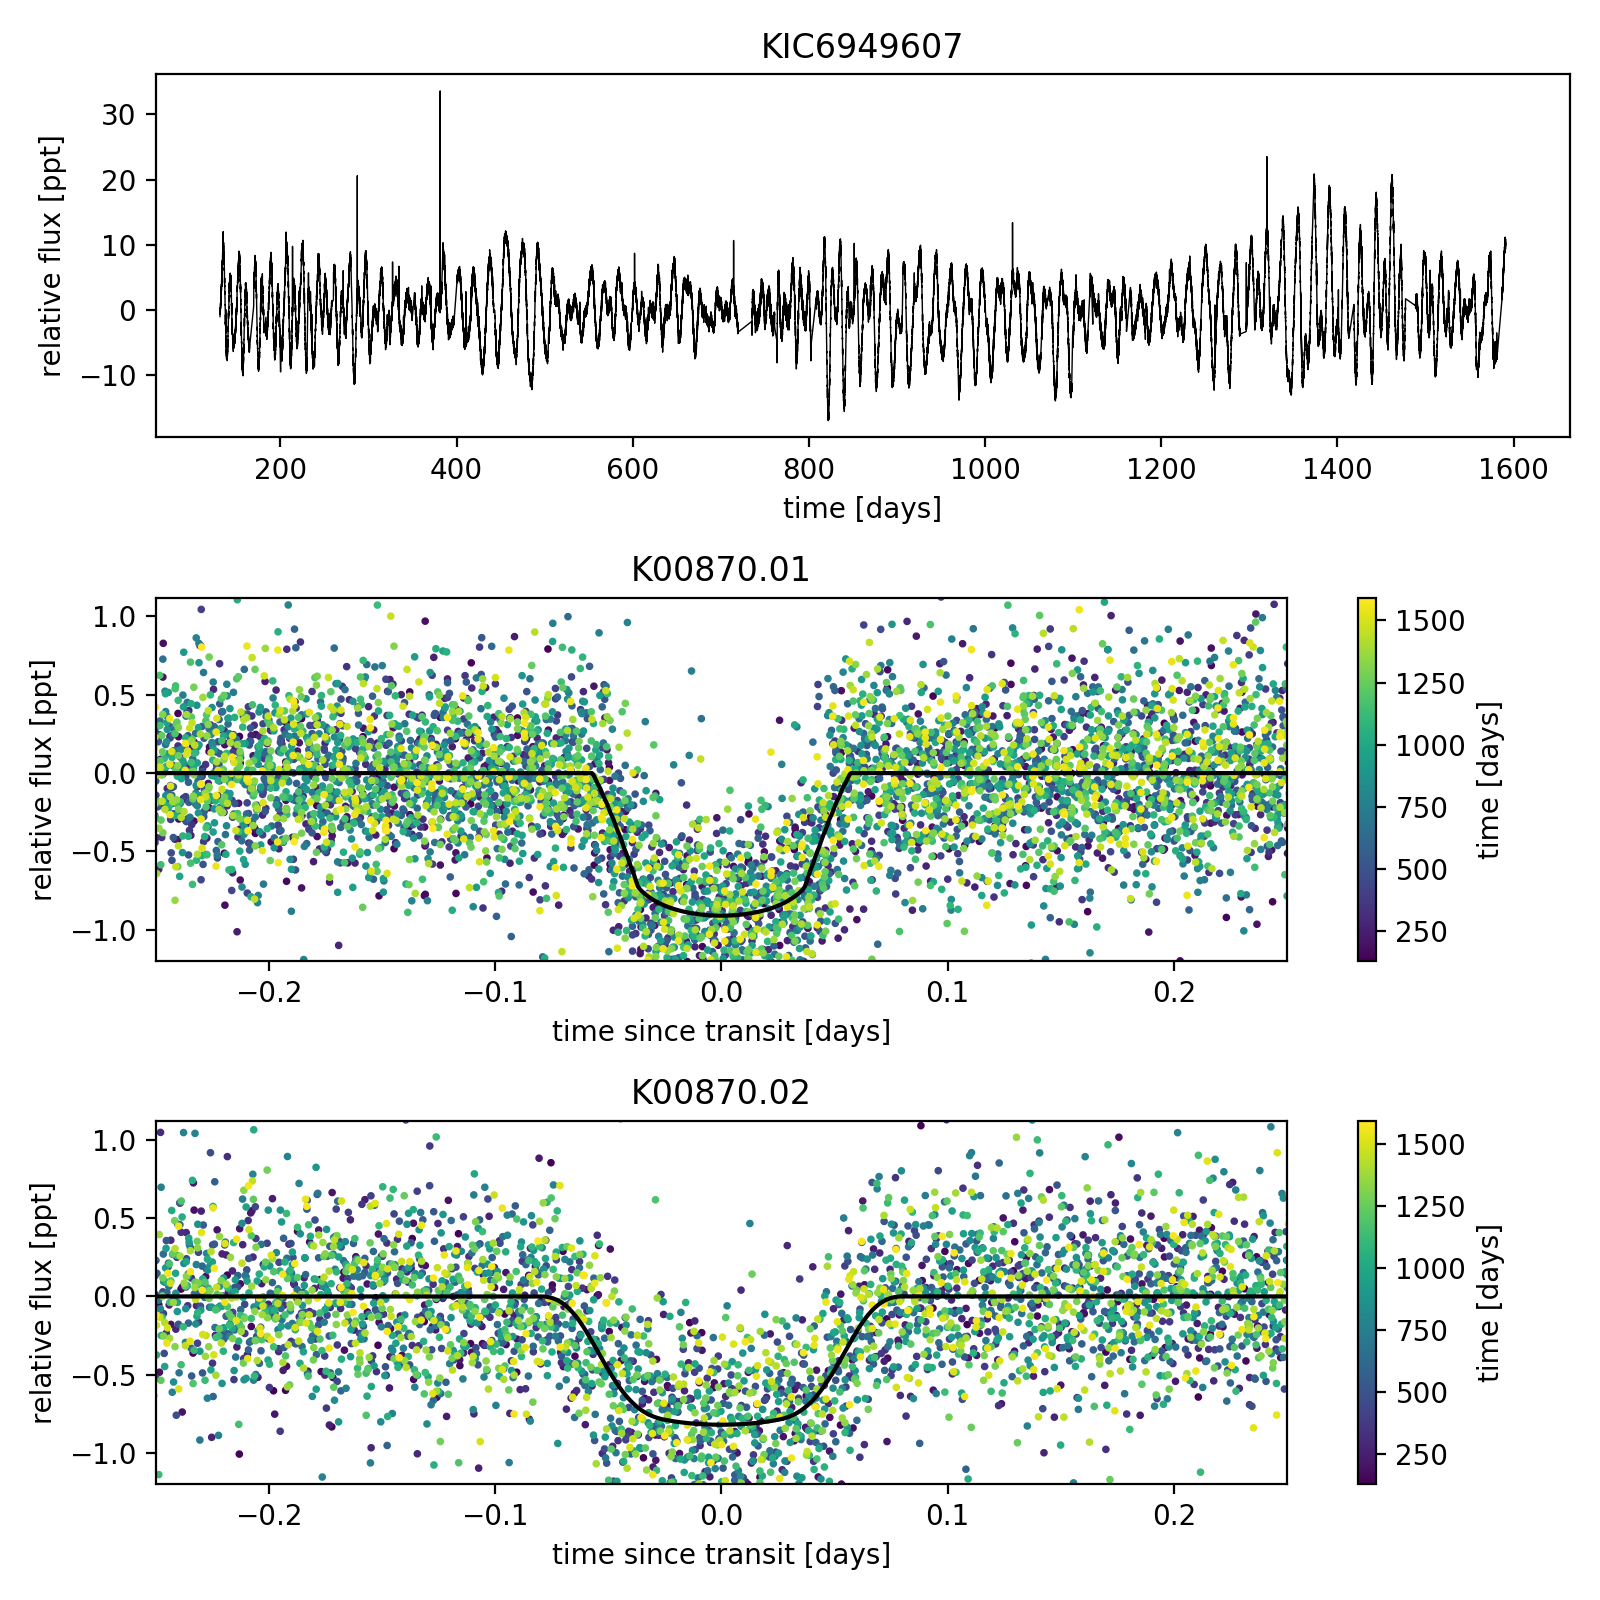 KIC6949607
relative flux [ppt]
30
20
10
0
−10
200 400 600 800 1000 1200 1400 1600
time [days]
K00870.01
relative flux [ppt]
1.0
0.5
0.0
−0.5
−1.0
−0.2 −0.1 0.0 0.1 0.2
time since transit [days]
1500
1250
1000
750
500
250
time [days]
K00870.02
relative flux [ppt]
1.0
0.5
0.0
−0.5
−1.0
−0.2 −0.1 0.0 0.1 0.2
time since transit [days]
1500
1250
1000
750
500
250
time [days]